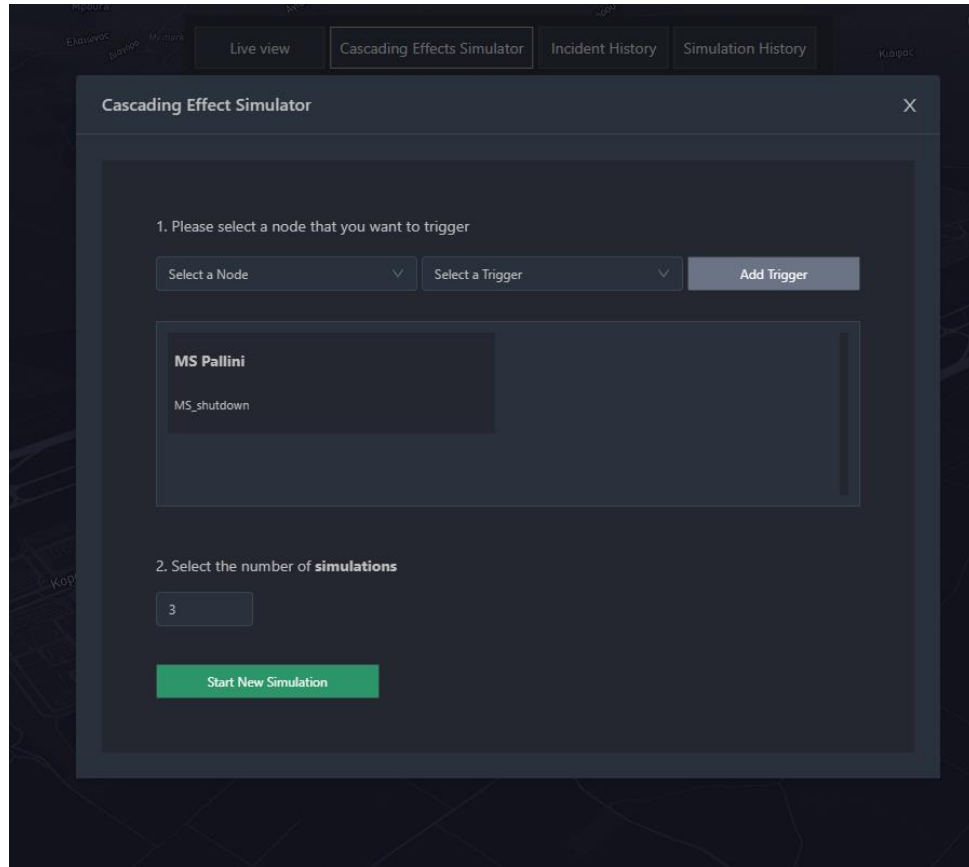 Live view
Cascading Effects Simulator
Incident History
Simulation History
Κιάφας
Cascading Effect Simulator
X
1. Please select a node that you want to trigger
Select a Node
Select a Trigger
Add Trigger
MS Pallini
MS_shutdown
2. Select the number of simulations
3
Start New Simulation